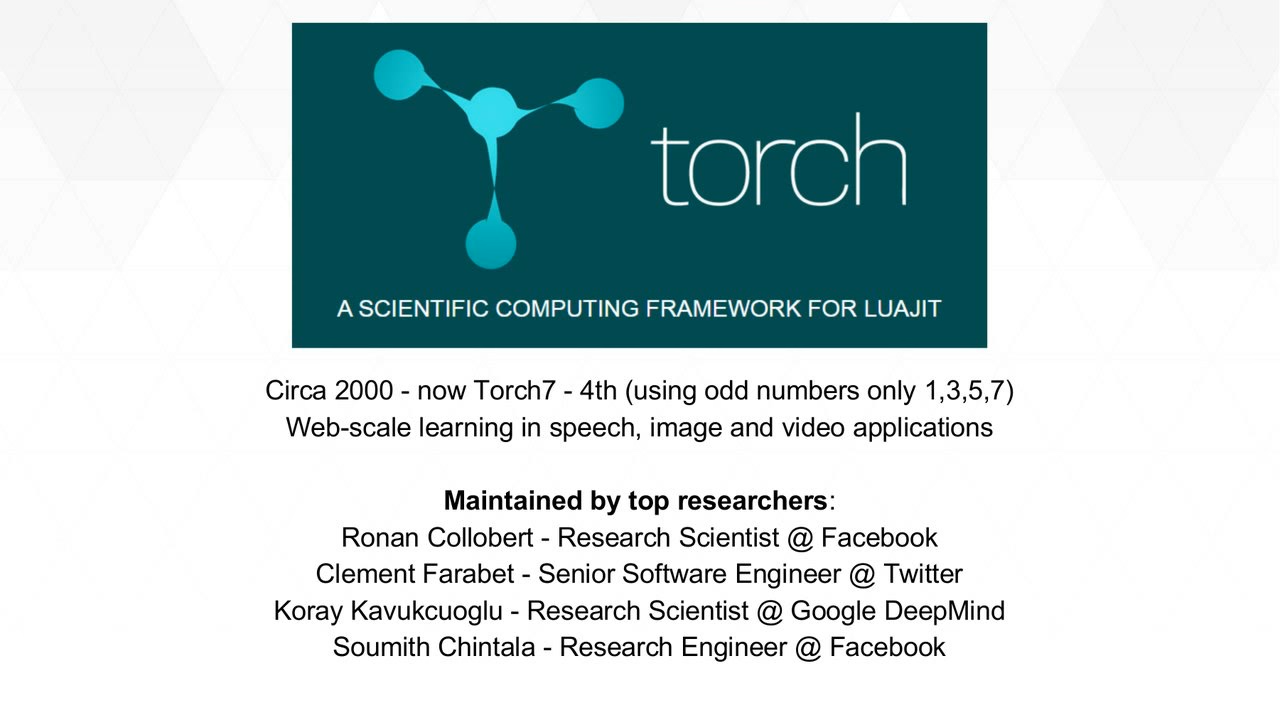 torch
A SCIENTIFIC COMPUTING FRAMEWORK FOR LUAJIT
Circa 2000 - now Torch7 - 4th (using odd numbers only 1,3,5,7)
Web-scale learning in speech, image and video applications
Maintained by top researchers:
Ronan Collobert - Research Scientist @ Facebook
Clement Farabet - Senior Software Engineer @ Twitter
Koray Kavukcuoglu - Research Scientist @ Google DeepMind
Soumith Chintala - Research Engineer @ Facebook